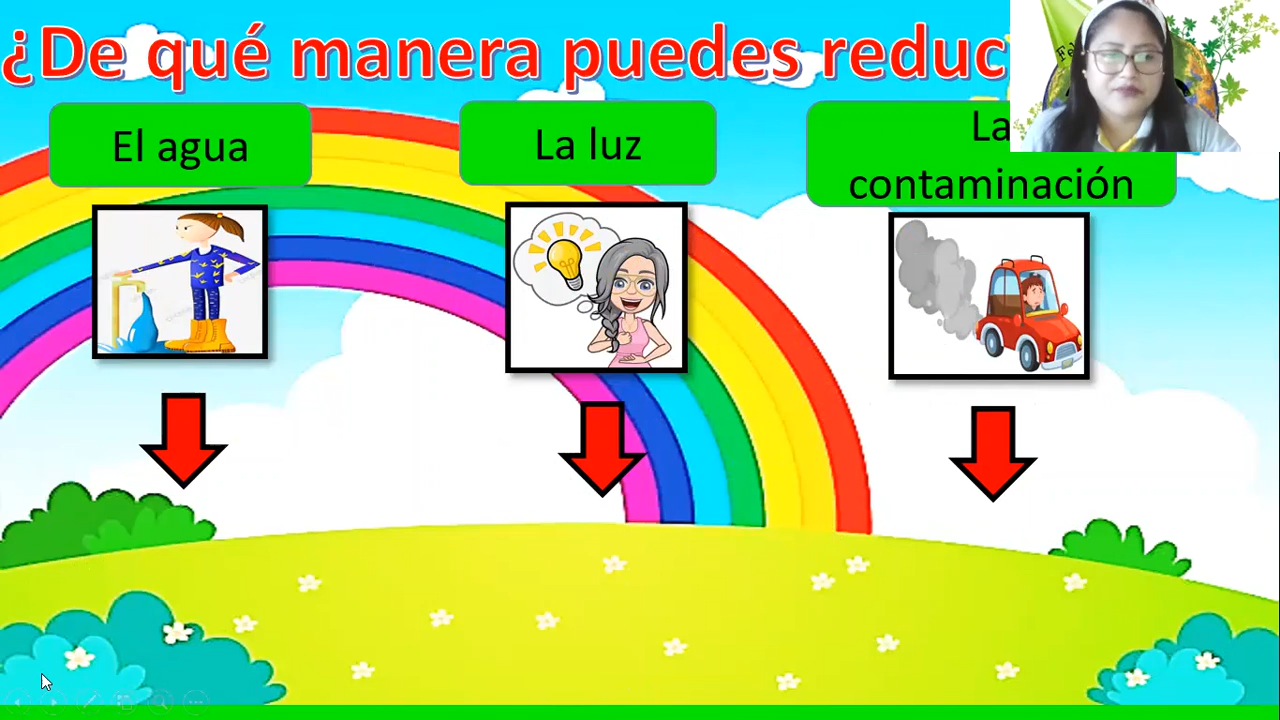 ¿De qué manera puedes reduc
El agua
La luz
La
contaminación